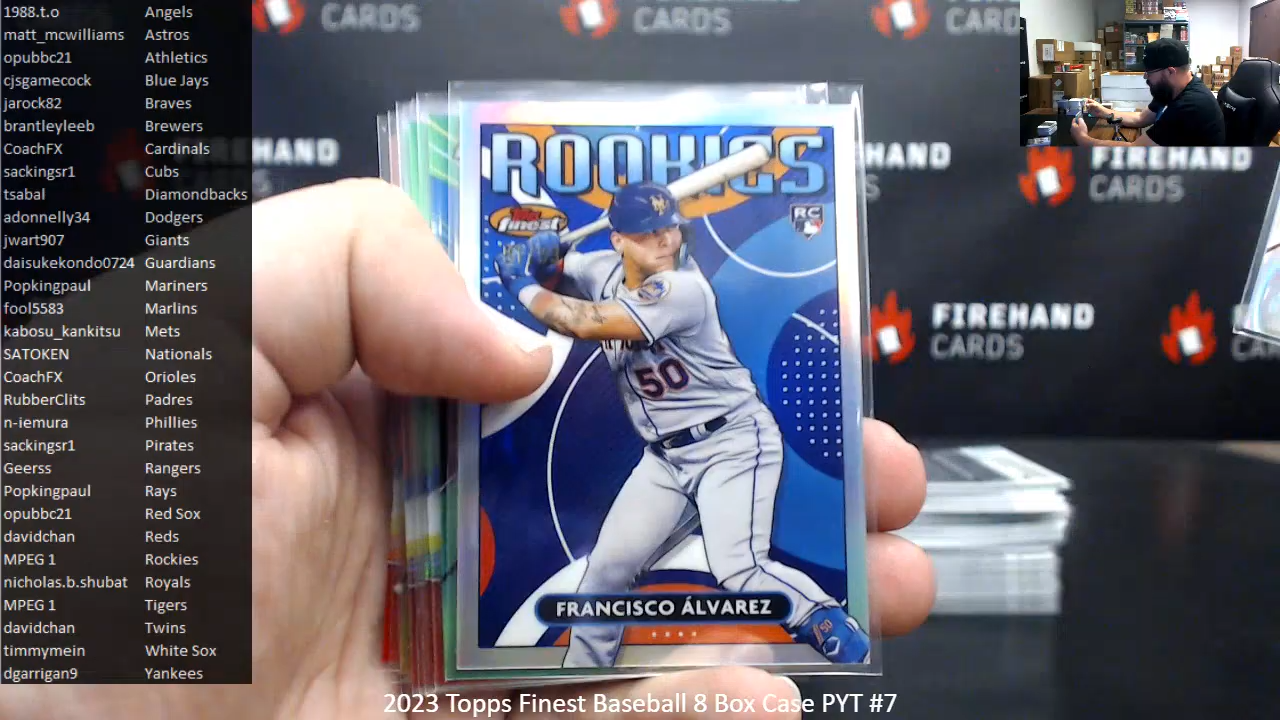 1988.t.o Angels
matt_mcwilliams Astros
opubbc21 Athletics
cjsgamecock Blue Jays
jarock82 Braves
brantleyleeb Brewers
CoachFX Cardinals
sackingsr1 Cubs
tsabal Diamondbacks
adonnelly34 Dodgers
jwart907 Giants
daisukekondo0724 Guardians
Popkingpaul Mariners
fool5583 Marlins
kabosu_kankitsu Mets
SATOKEN Nationals
CoachFX Orioles
RubberClits Padres
n-iemura Phillies
sackingsr1 Pirates
Geerss Rangers
Popkingpaul Rays
opubbc21 Red Sox
davidchan Reds
MPEG 1 Rockies
nicholas.b.shubat Royals
MPEG 1 Tigers
davidchan Twins
timmymein White Sox
dgarrigan9 Yankees
CARDS
CARDS
CARDS
HAND
FIREHAND
CARDS
FIREHAND
CARDS
ROOKIES
Topps
finest
RC
NY
50
50
FRANCISCO ÁLVAREZ
2023 Topps Finest Baseball 8 Box Case PYT #7